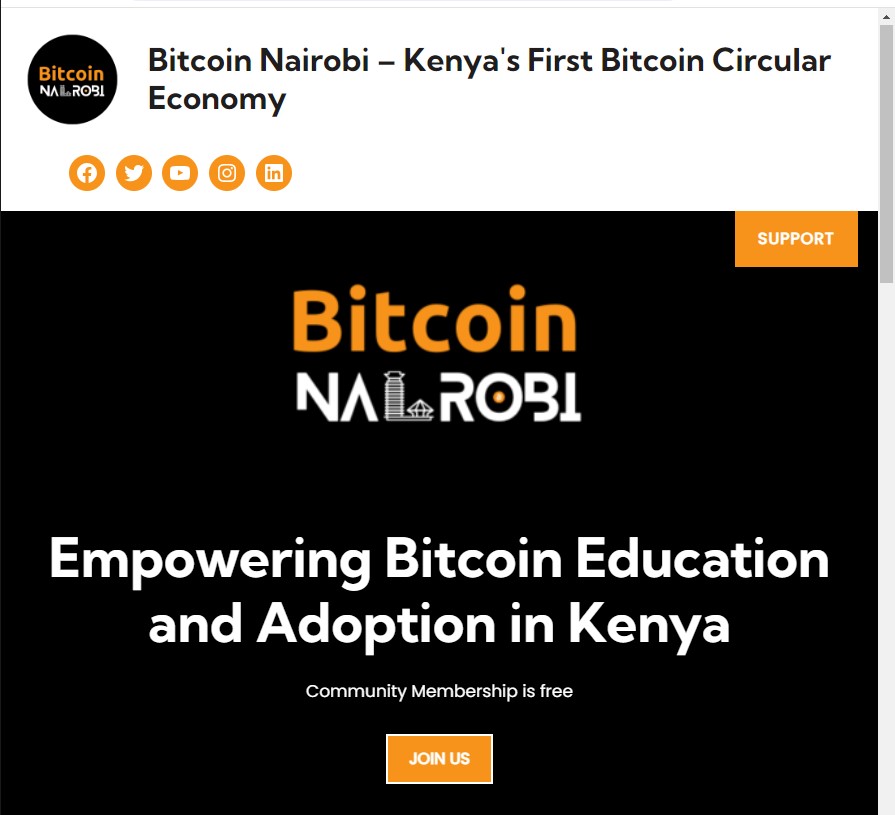 Bitcoin
NAIROBI
Bitcoin Nairobi – Kenya's First Bitcoin Circular
Economy
SUPPORT
Bitcoin
NAIROBI
Empowering Bitcoin Education
and Adoption in Kenya
Community Membership is free
JOIN US